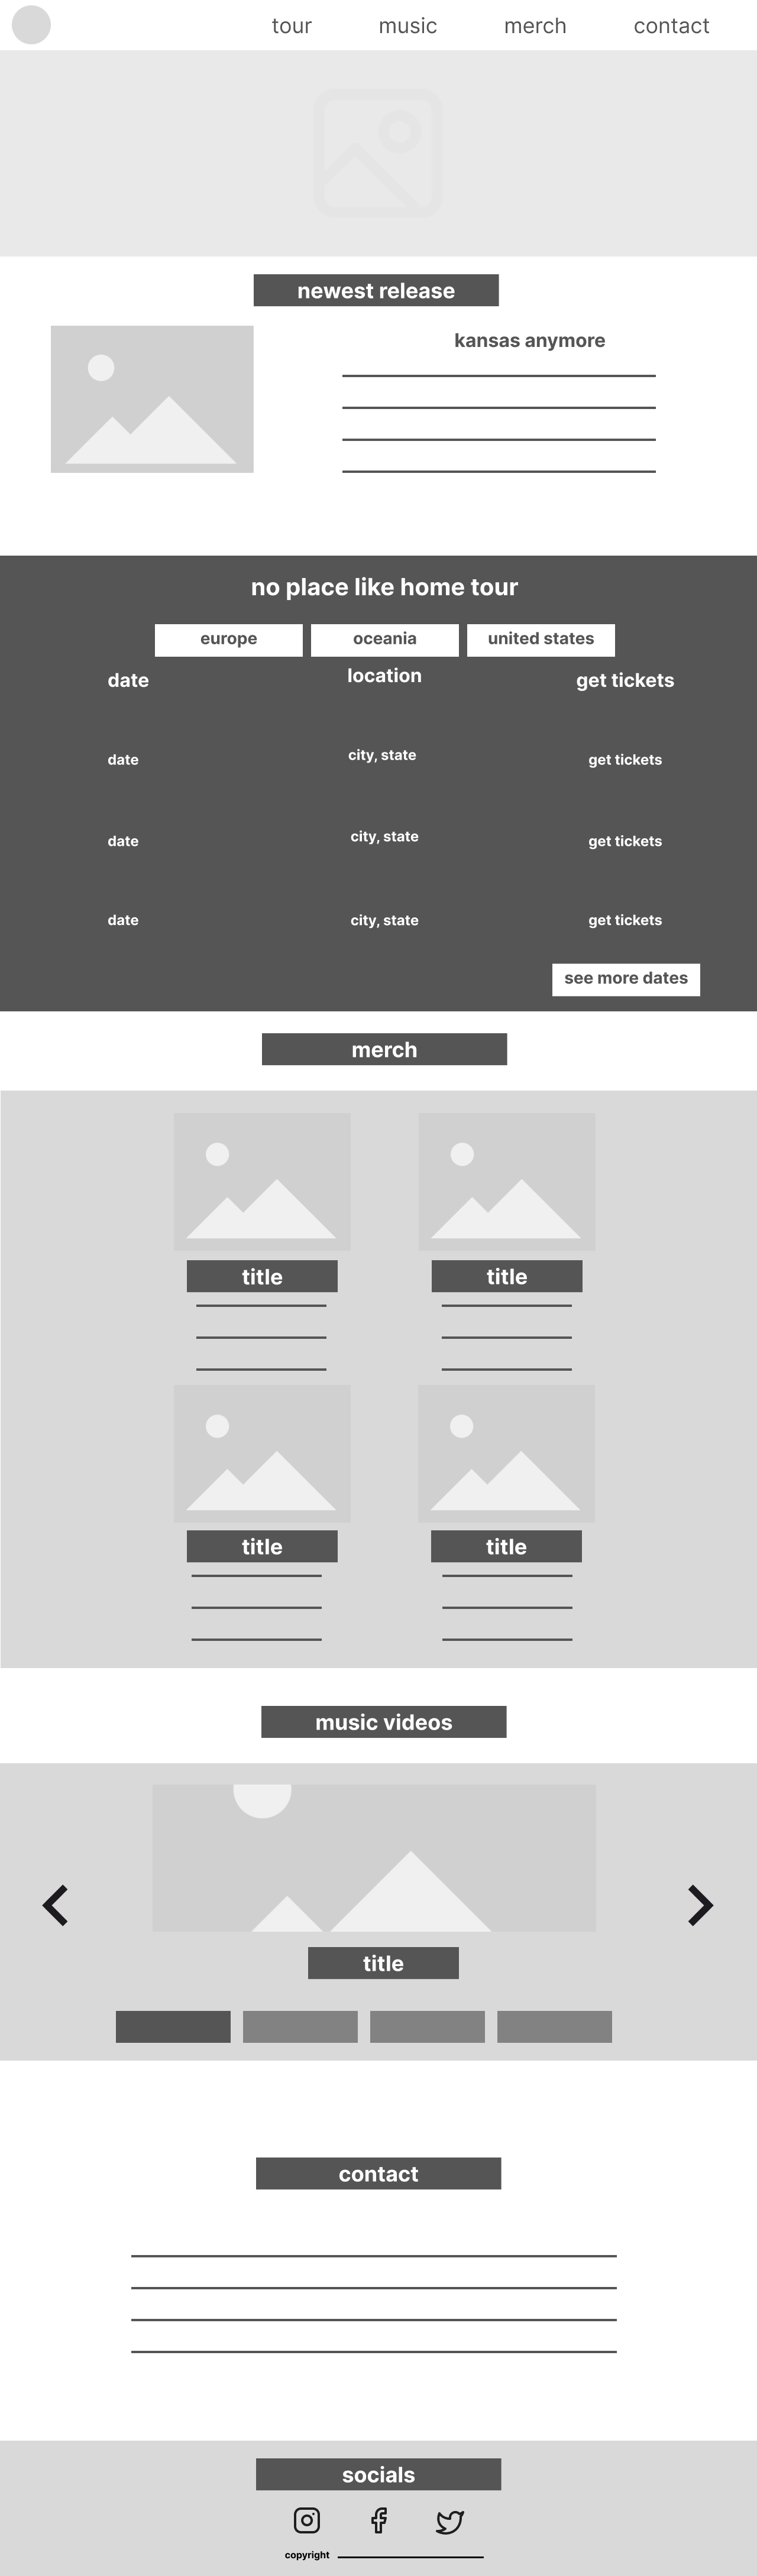 tour music merch contact
newest release
kansas anymore
no place like home tour
europe oceania united states
date location get tickets
date city, state get tickets
date city, state get tickets
date city, state get tickets
see more dates
merch
title title
title title
music videos
title
contact
socials
copyright